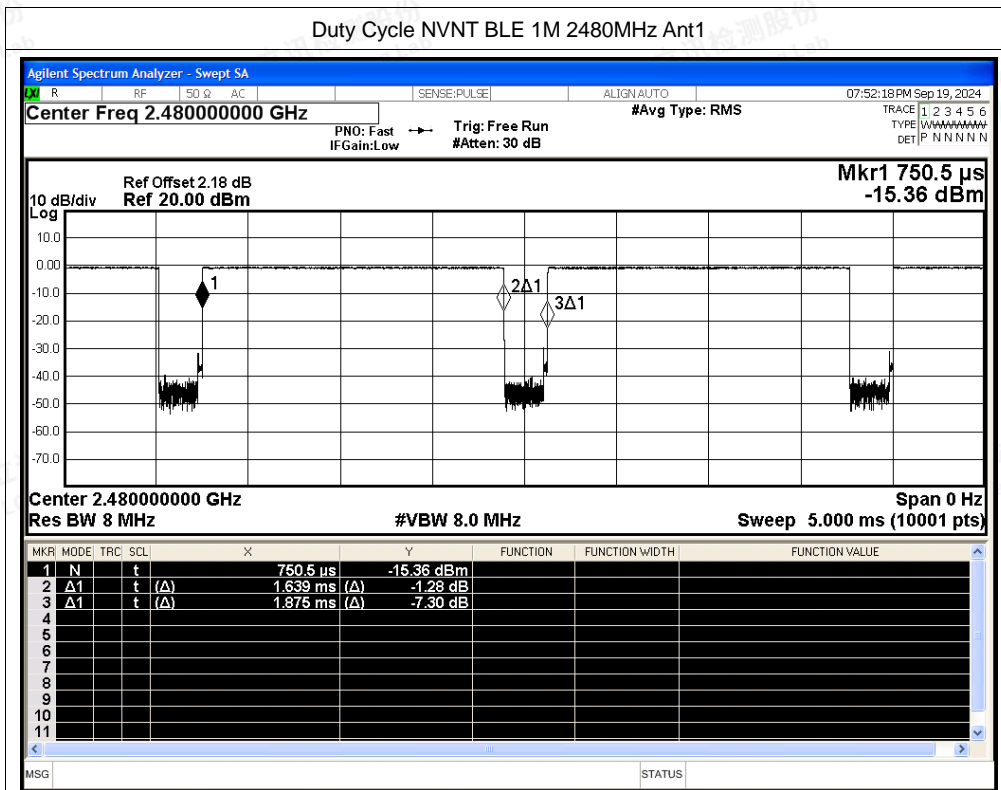 Duty Cycle NVNT BLE 1M 2480MHz Ant1
Agilent Spectrum Analyzer - Swept SA
LXI R RF 50 Ω AC SENSE:PULSE ALIGN AUTO 07:52:18 PM Sep 19, 2024
Center Freq 2.480000000 GHz #Avg Type: RMS TRACE 1 2 3 4 5 6
PNO: Fast Trig: Free Run TYPE WWWWWW
IFGain:Low #Atten: 30 dB DET P N N N N N
Mkr1 750.5 µs
Ref Offset 2.18 dB
10 dB/div Ref 20.00 dBm -15.36 dBm
Log
10.0
0.00
1
-10.0
2Δ1
3Δ1
-20.0
-30.0
-40.0
-50.0
-60.0
-70.0
Center 2.480000000 GHz Span 0 Hz
Res BW 8 MHz #VBW 8.0 MHz Sweep 5.000 ms (10001 pts)
MKR MODE TRC SCL X Y FUNCTION FUNCTION WIDTH FUNCTION VALUE
1 N t 750.5 µs -15.36 dBm
2 Δ1 t (Δ) 1.639 ms (Δ) -1.28 dB
3 Δ1 t (Δ) 1.875 ms (Δ) -7.30 dB
4
5
6
7
8
9
10
11
MSG STATUS